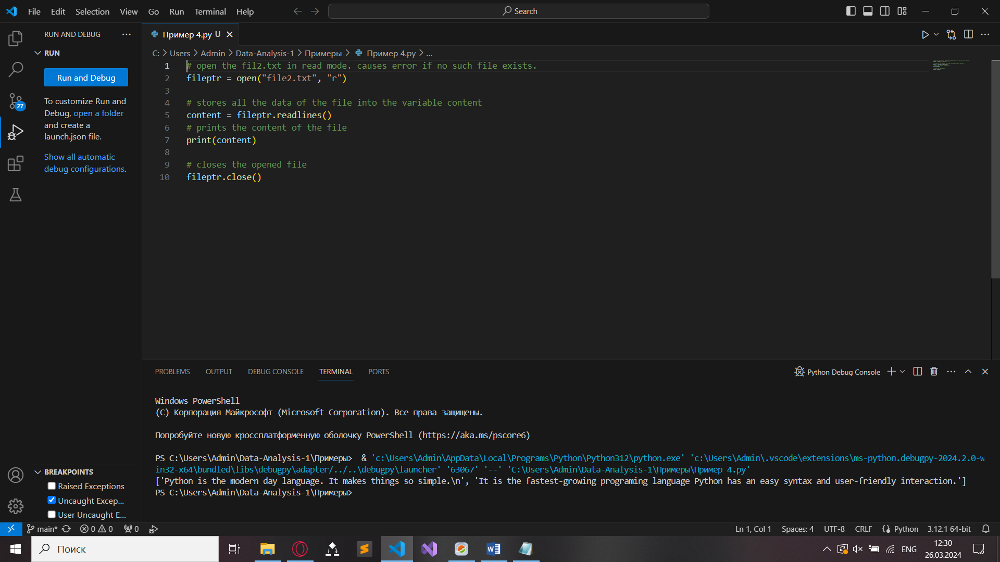 File Edit Selection View Go Run Terminal Help
Search
RUN AND DEBUG
RUN
Run and Debug
To customize Run and
Debug, open a folder
and create a
launch.json file.
Show all automatic
debug configurations.
Пример 4.py U
C: > Users > Admin > Data-Analysis-1 > Примеры > Пример 4.py > ...
1 # open the fil2.txt in read mode. causes error if no such file exists.
2 fileptr = open("file2.txt", "r")
3
4 # stores all the data of the file into the variable content
5 content = fileptr.readlines()
6 # prints the content of the file
7 print(content)
8
9 # closes the opened file
10 fileptr.close()
PROBLEMS OUTPUT DEBUG CONSOLE TERMINAL PORTS
Python Debug Console
Windows PowerShell
(C) Корпорация Майкрософт (Microsoft Corporation). Все права защищены.
Попробуйте новую кроссплатформенную оболочку PowerShell (https://aka.ms/pscore6)
PS C:\Users\Admin\Data-Analysis-1\Примеры>  & 'c:\Users\Admin\AppData\Local\Programs\Python\Python312\python.exe' 'c:\Users\Admin\.vscode\extensions\ms-python.debugpy-2024.2.0-w
in32-x64\bundled\libs\debugpy\adapter/../..\debugpy\launcher' '63067' '--' 'C:\Users\Admin\Data-Analysis-1\Примеры\Пример 4.py'
['Python is the modern day language. It makes things so simple.\n', 'It is the fastest-growing programing language Python has an easy syntax and user-friendly interaction.']
PS C:\Users\Admin\Data-Analysis-1\Примеры>
27
BREAKPOINTS
Raised Exceptions
Uncaught Excep...
User Uncaught E...
main* 0 0 0
Ln 1, Col 1 Spaces: 4 UTF-8 CRLF Python 3.12.1 64-bit
Поиск
ENG
12:30
26.03.2024